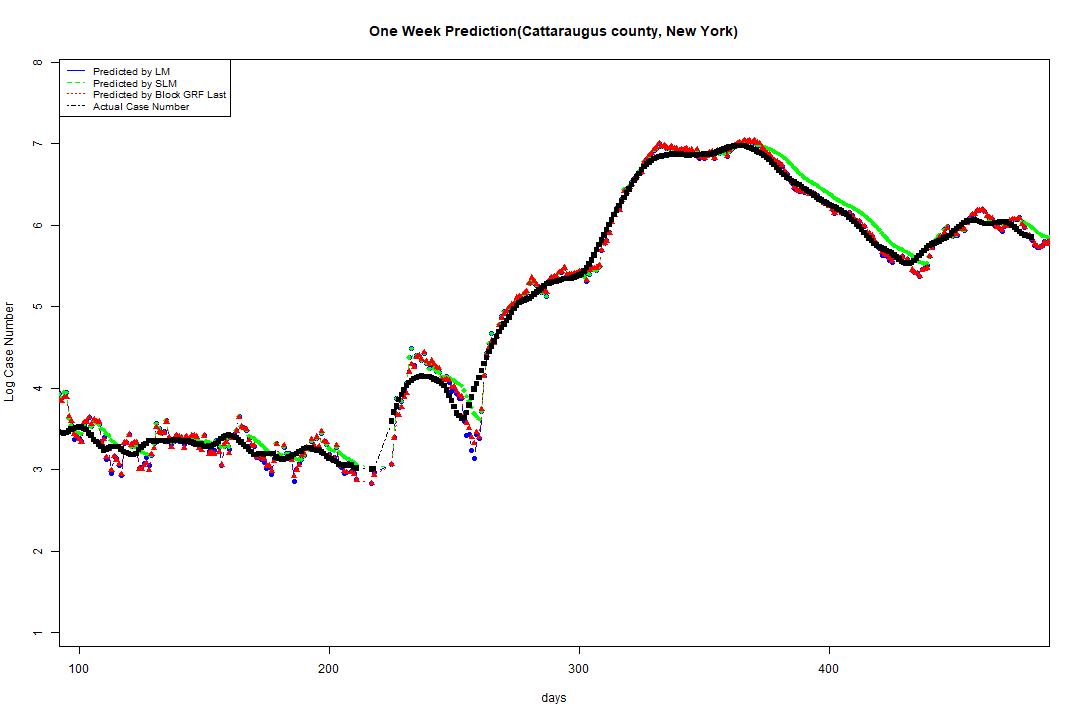 One Week Prediction(Cattaraugus county, New York)
Predicted by LM
Predicted by SLM
Predicted by Block GRF Last
Actual Case Number
8
7
6
5
4
3
2
1
Log Case Number
100 200 300 400
days